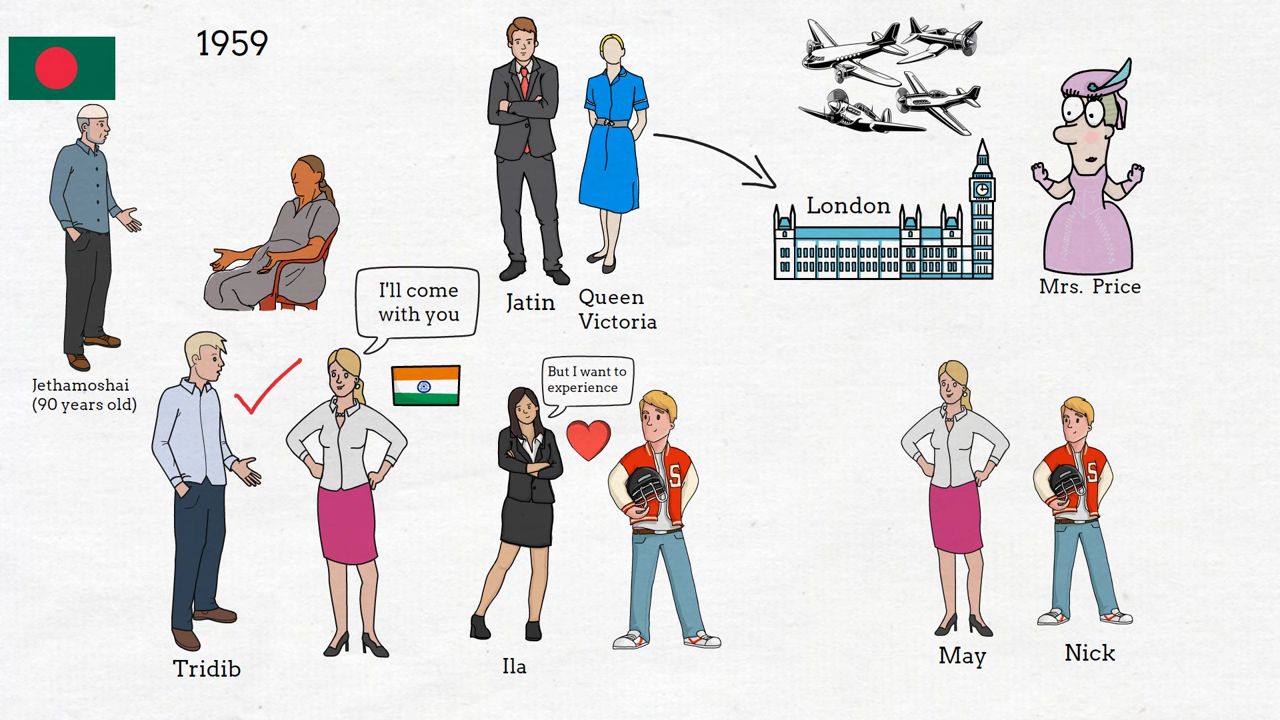 1959
London
Mrs. Price
I'll come
with you
Jatin
Queen
Victoria
Jethamoshai
(90 years old)
But I want to
experience
S
S
Tridib
Ila
May
Nick